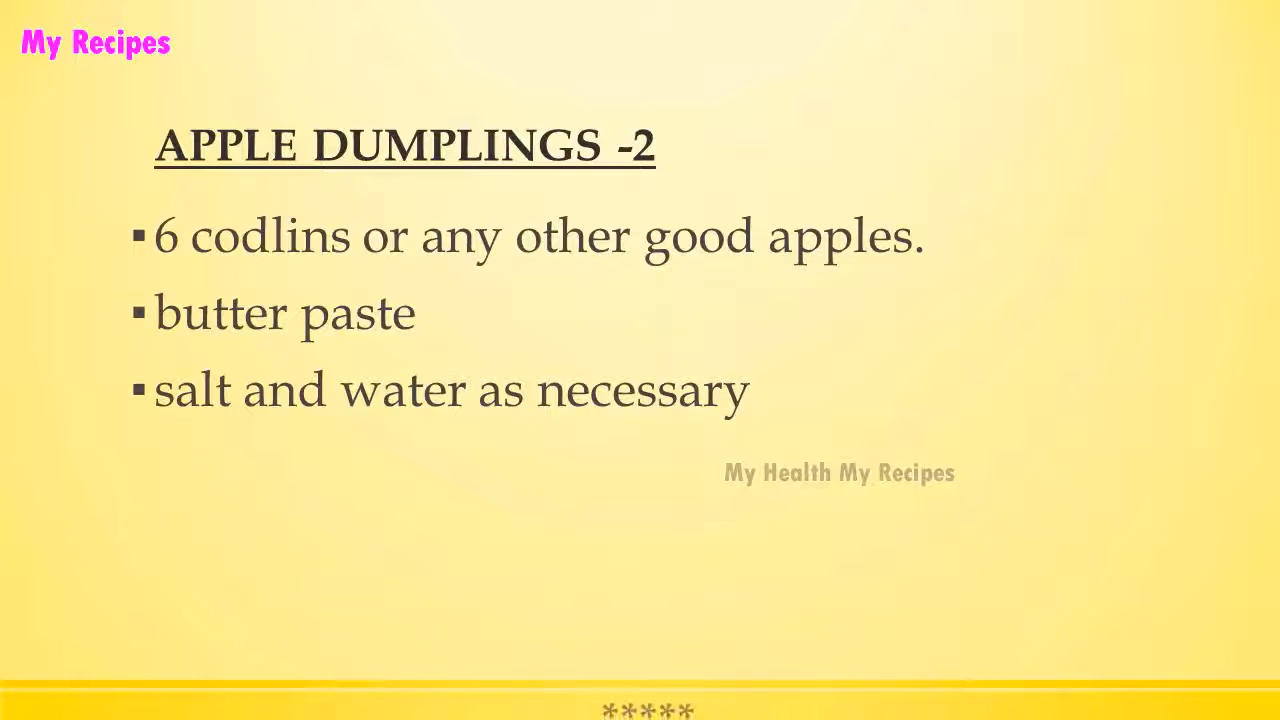 My Recipes
APPLE DUMPLINGS -2
▪6 codlins or any other good apples.
▪butter paste
▪salt and water as necessary
My Health My Recipes
*****